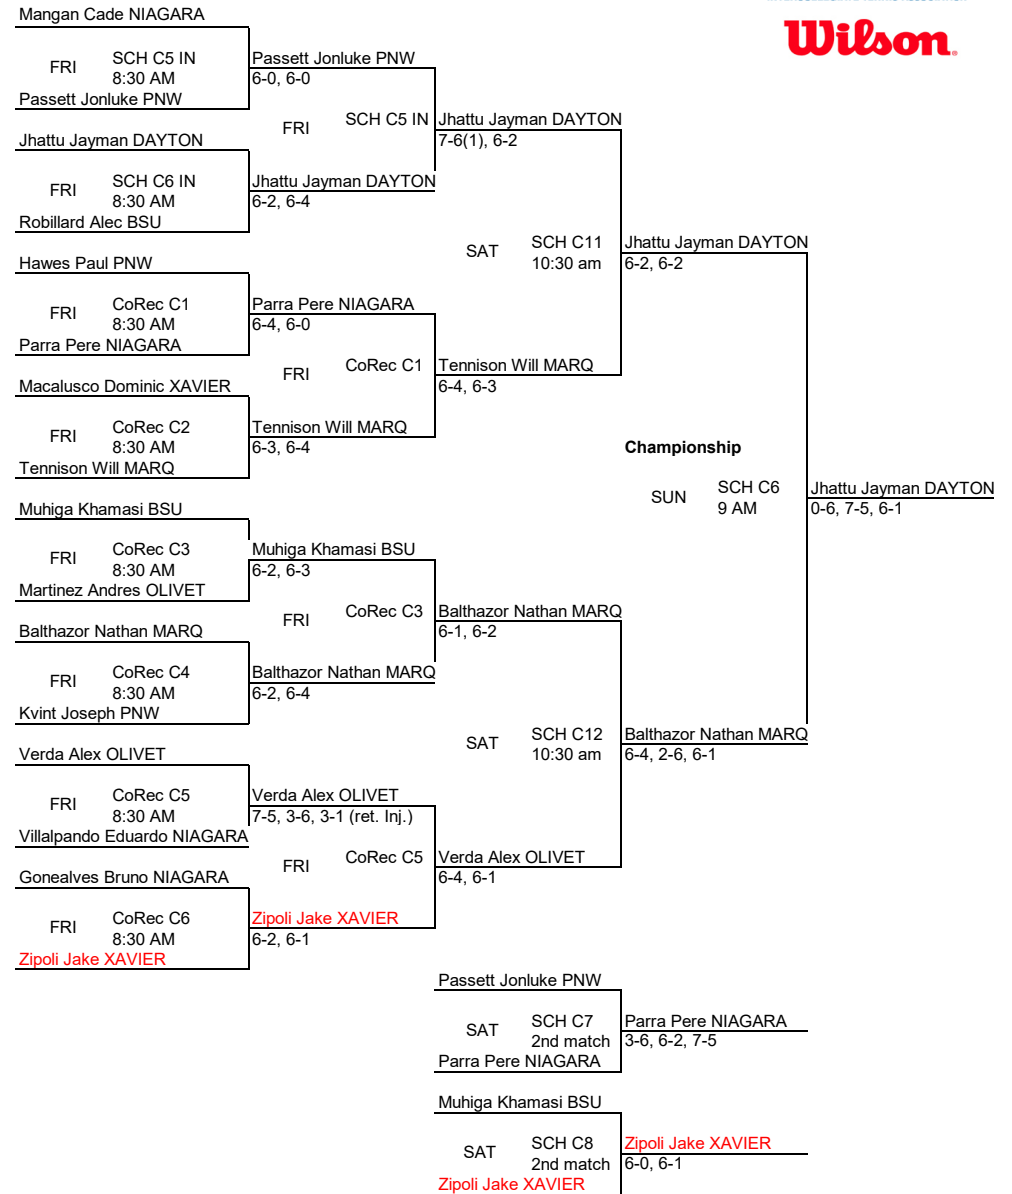 Mangan Cade NIAGARA
Wilson
FRI SCH C5 IN Passett Jonluke PNW
8:30 AM 6-0, 6-0
Passett Jonluke PNW
FRI SCH C5 IN Jhattu Jayman DAYTON
7-6(1), 6-2
Jhattu Jayman DAYTON
FRI SCH C6 IN Jhattu Jayman DAYTON
8:30 AM 6-2, 6-4
Robillard Alec BSU
SAT SCH C11 Jhattu Jayman DAYTON
10:30 am 6-2, 6-2
Hawes Paul PNW
FRI CoRec C1 Parra Pere NIAGARA
8:30 AM 6-4, 6-0
Parra Pere NIAGARA
FRI CoRec C1 Tennison Will MARQ
6-4, 6-3
Macalusco Dominic XAVIER
FRI CoRec C2 Tennison Will MARQ
8:30 AM 6-3, 6-4
Championship
Tennison Will MARQ
SUN SCH C6 Jhattu Jayman DAYTON
9 AM 0-6, 7-5, 6-1
Muhiga Khamasi BSU
FRI CoRec C3 Muhiga Khamasi BSU
8:30 AM 6-2, 6-3
Martinez Andres OLIVET
FRI CoRec C3 Balthazor Nathan MARQ
6-1, 6-2
Balthazor Nathan MARQ
FRI CoRec C4 Balthazor Nathan MARQ
8:30 AM 6-2, 6-4
Kvint Joseph PNW
SAT SCH C12 Balthazor Nathan MARQ
10:30 am 6-4, 2-6, 6-1
Verda Alex OLIVET
FRI CoRec C5 Verda Alex OLIVET
8:30 AM 7-5, 3-6, 3-1 (ret. Inj.)
Villalpando Eduardo NIAGARA
FRI CoRec C5 Verda Alex OLIVET
6-4, 6-1
Gonealves Bruno NIAGARA
FRI CoRec C6 Zipoli Jake XAVIER
8:30 AM 6-2, 6-1
Zipoli Jake XAVIER
Passett Jonluke PNW
SAT SCH C7 Parra Pere NIAGARA
2nd match 3-6, 6-2, 7-5
Parra Pere NIAGARA
Muhiga Khamasi BSU
SAT SCH C8 Zipoli Jake XAVIER
2nd match 6-0, 6-1
Zipoli Jake XAVIER